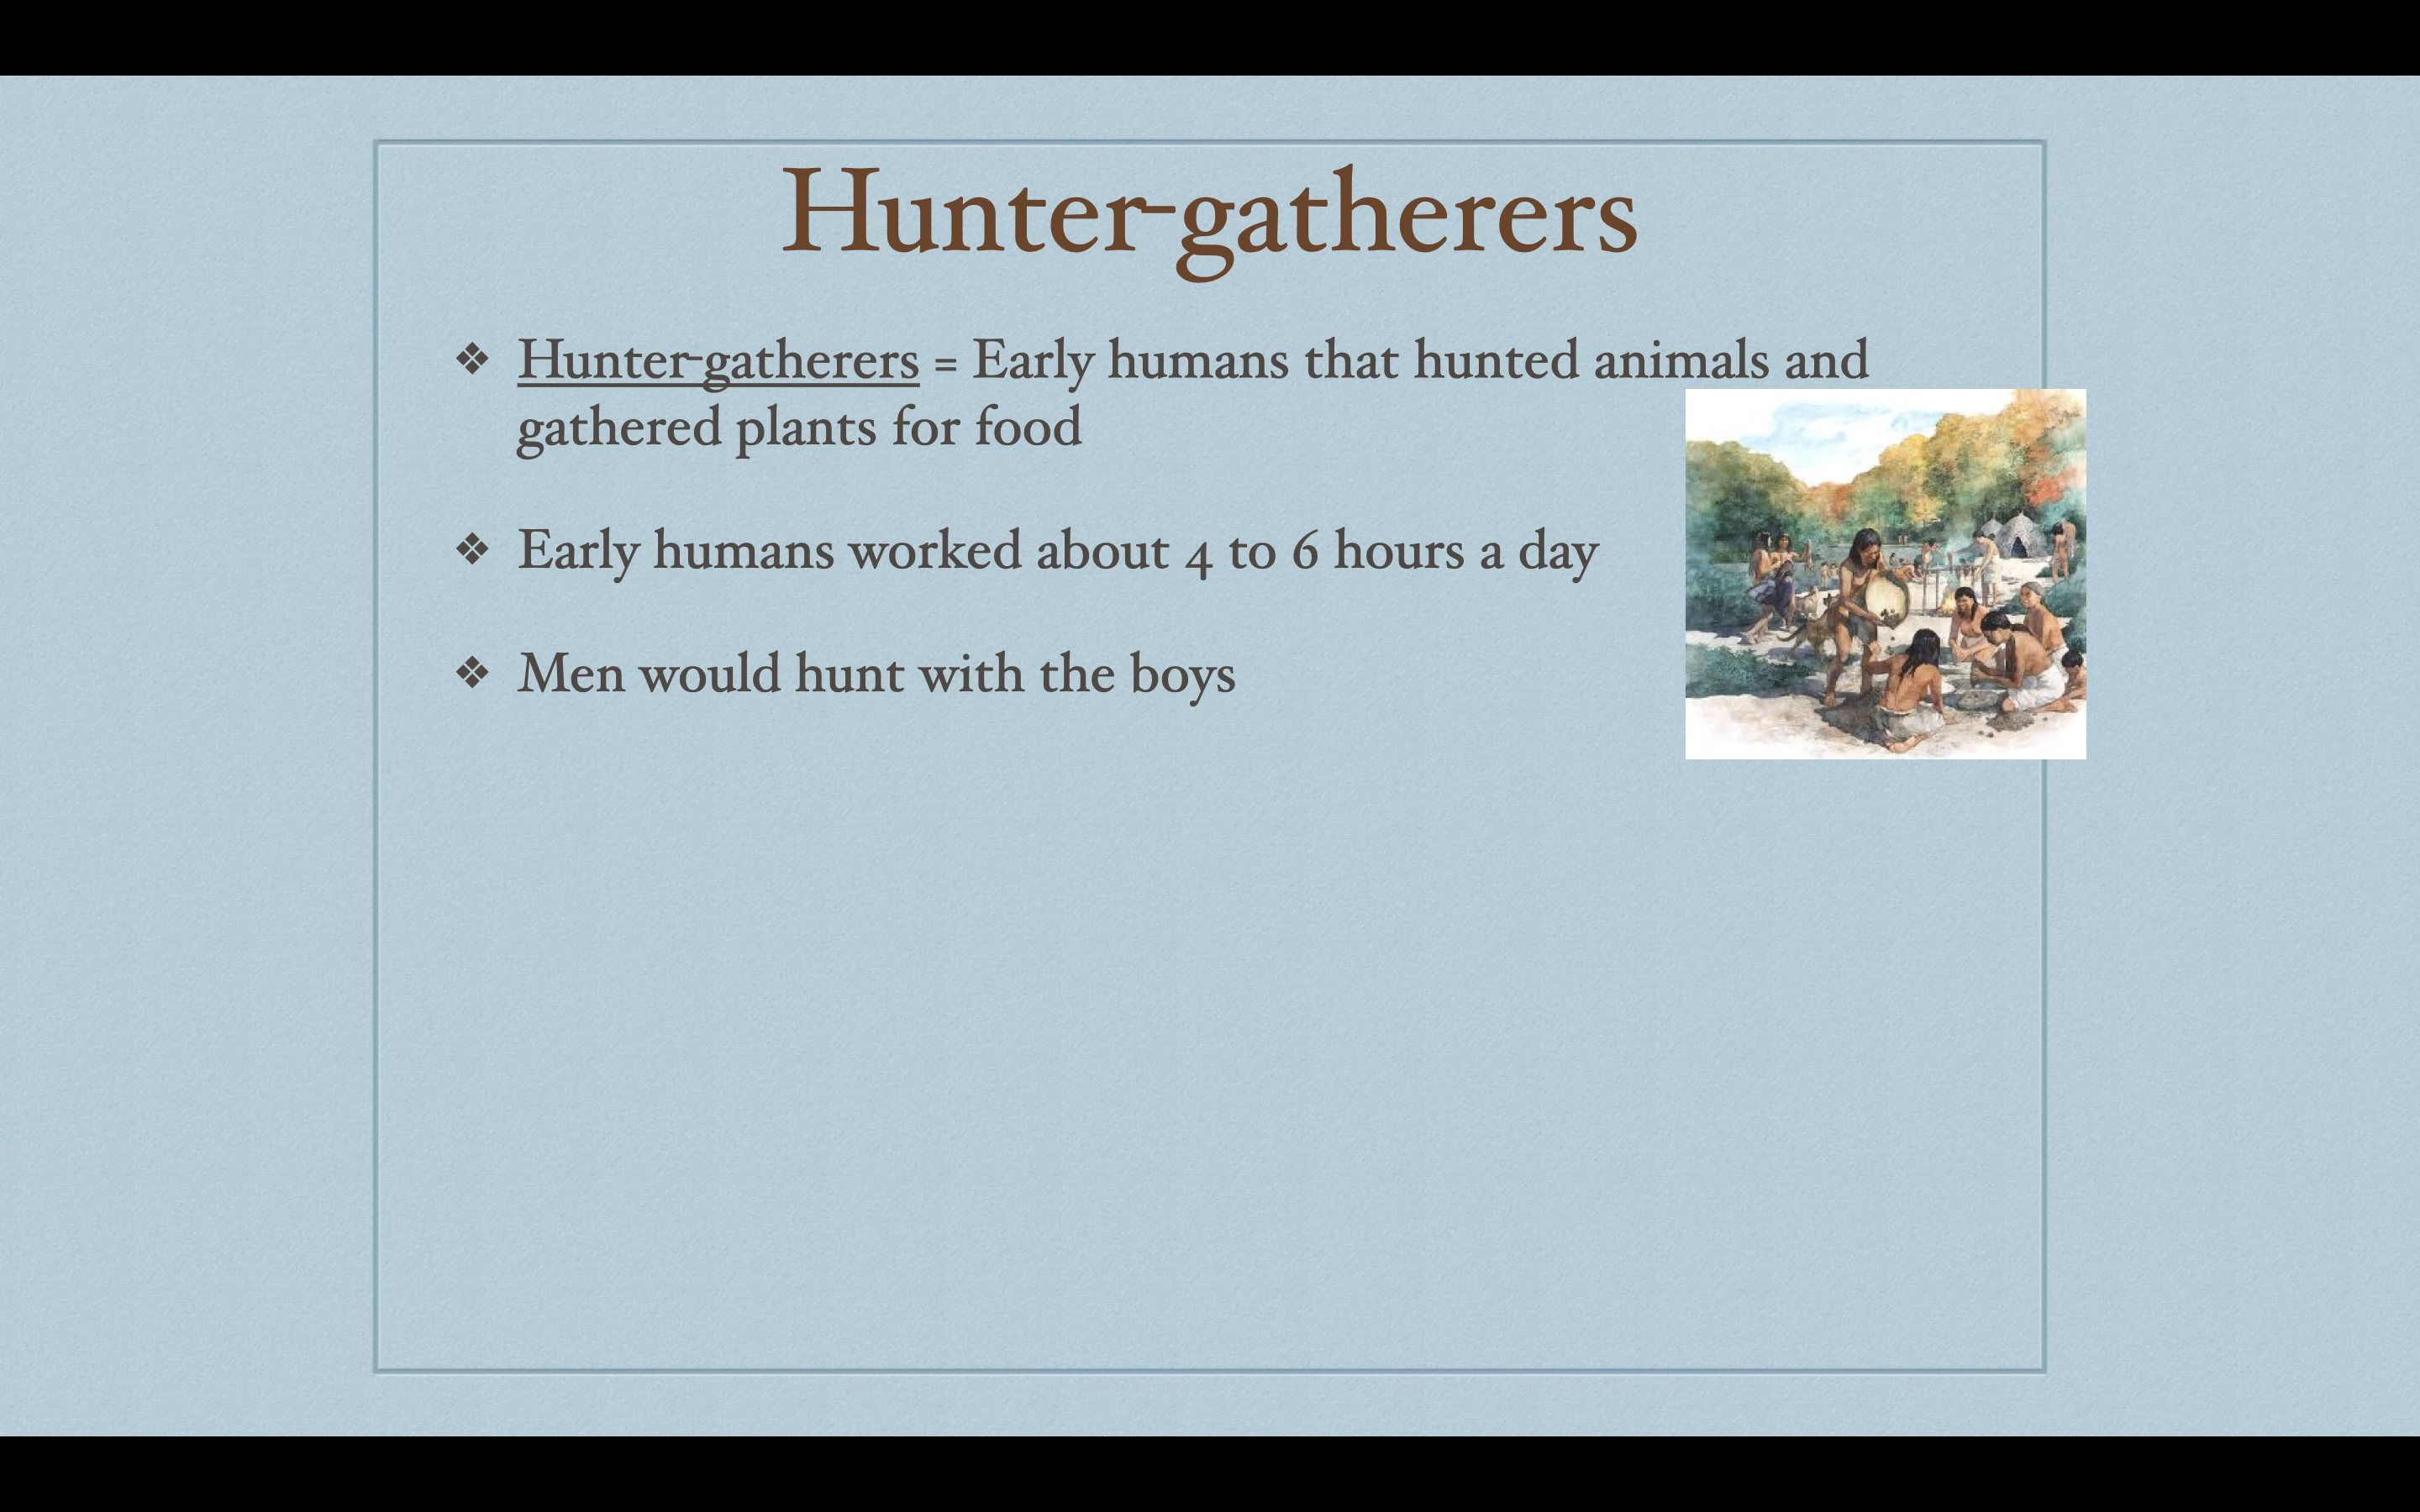 Hunter-gatherers
❖ Hunter-gatherers = Early humans that hunted animals and
gathered plants for food
❖ Early humans worked about 4 to 6 hours a day
❖ Men would hunt with the boys